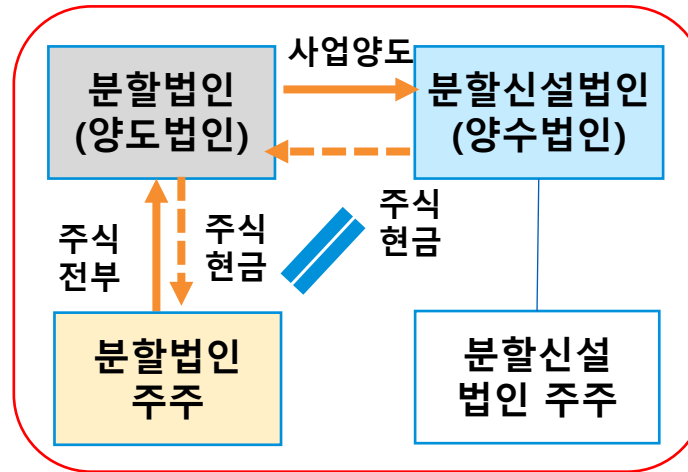 사업양도
분할법인
(양도법인)
분할신설법인
(양수법인)
주식
전부
주식
현금
주식
현금
분할법인
주주
분할신설
법인 주주